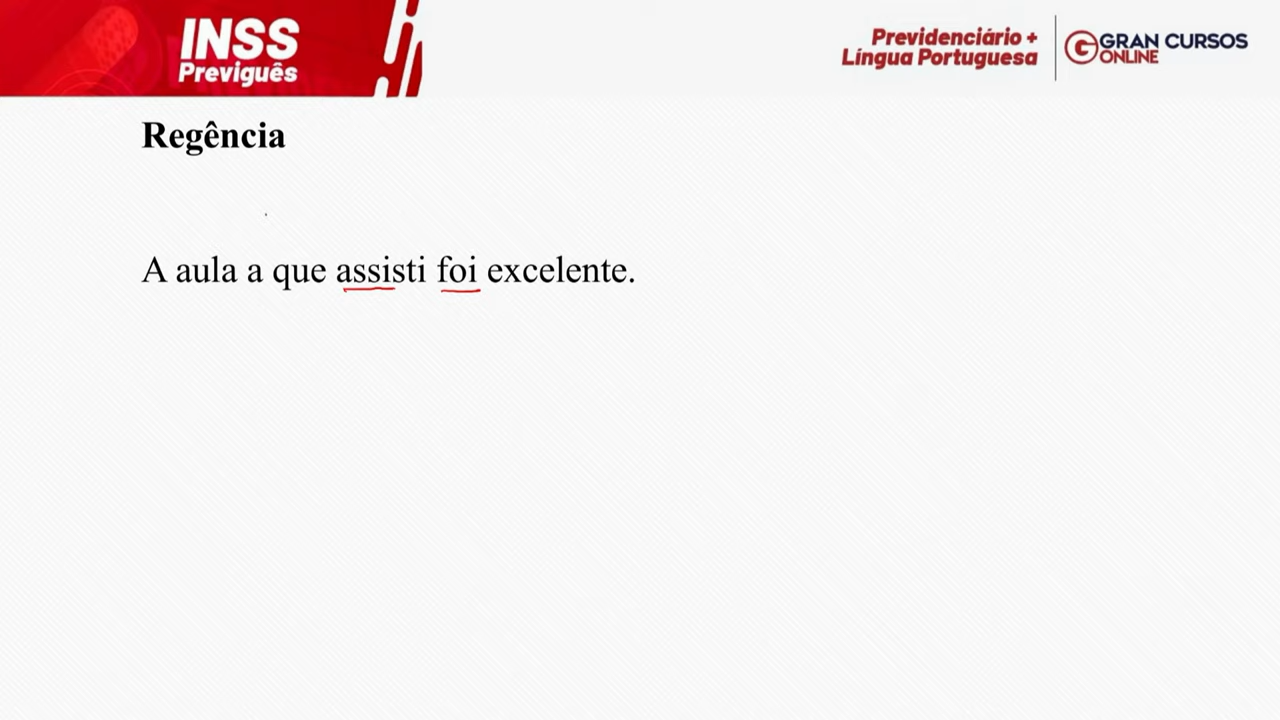 INSS
Previguês
Previdenciário +
Língua Portuguesa
GRAN CURSOS
ONLINE
Regência
A aula a que assisti foi excelente.